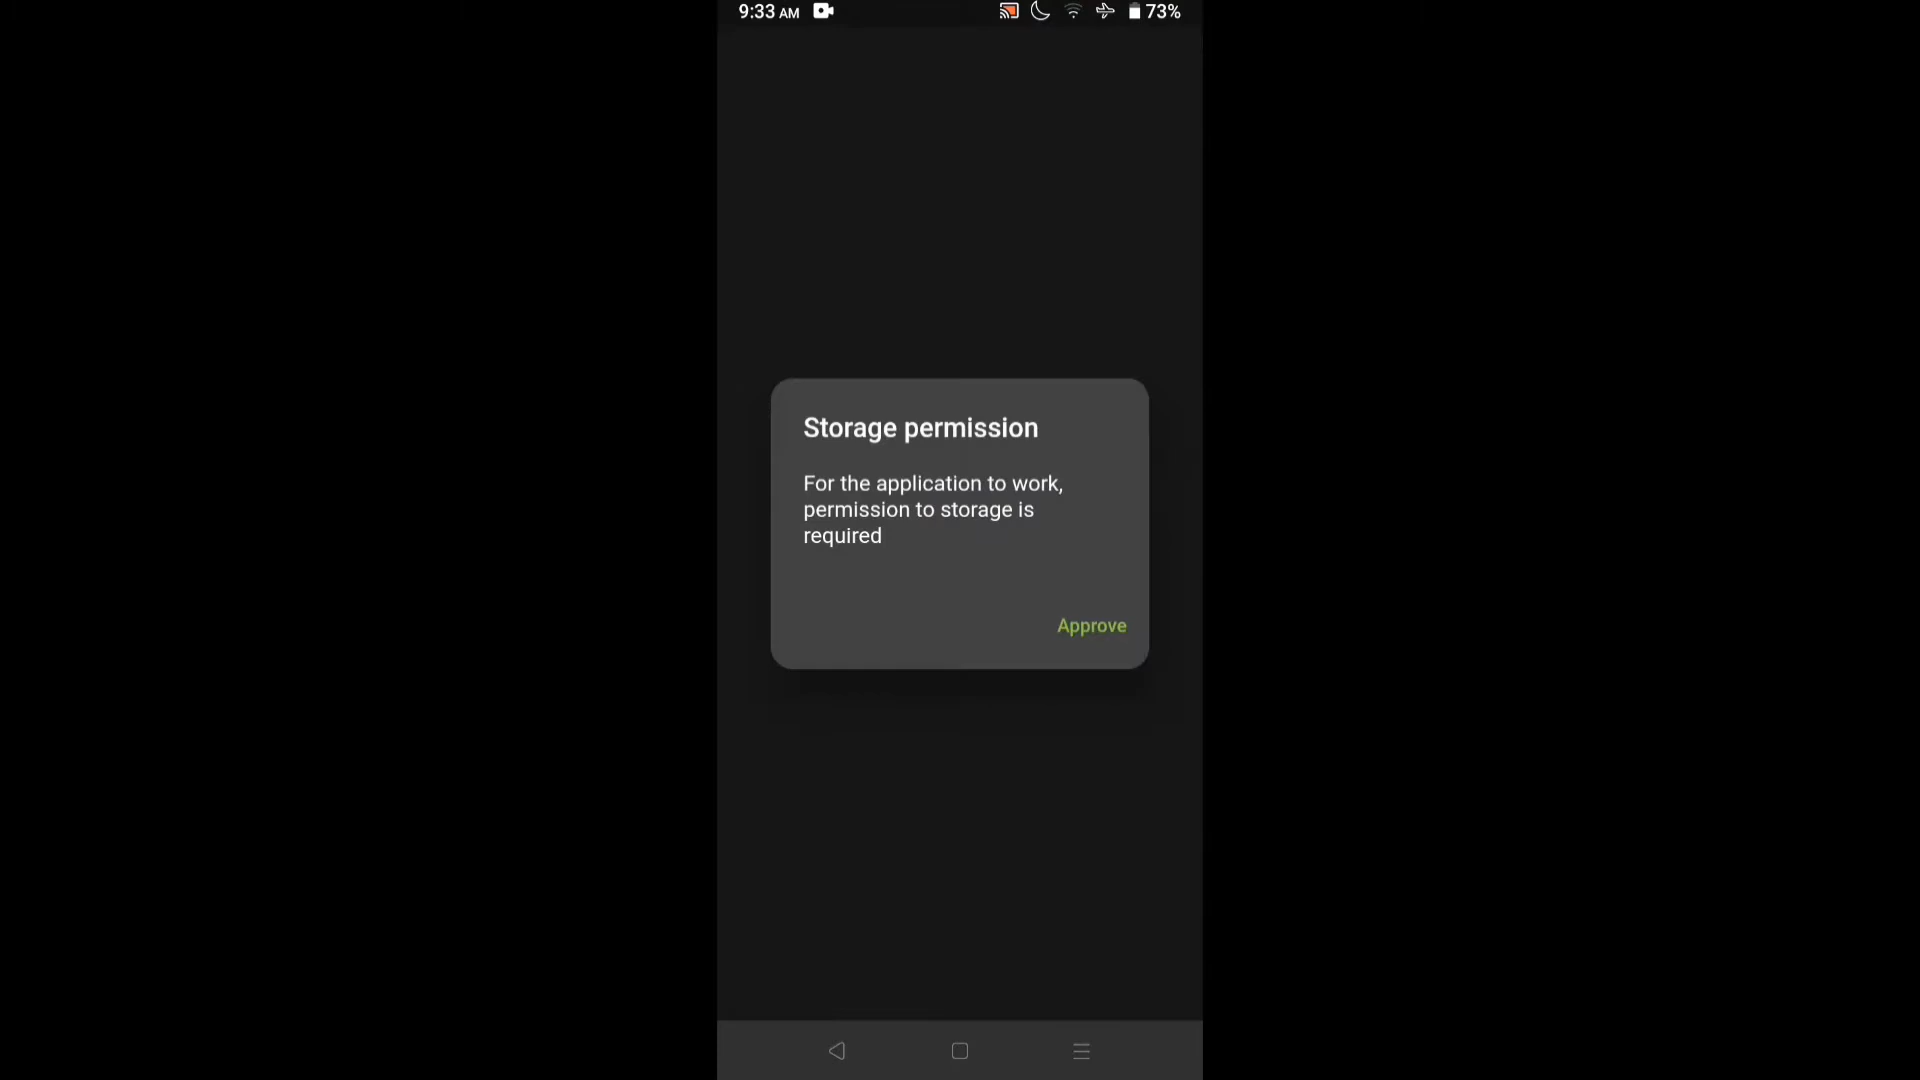 9:33 AM
73%
Storage permission
For the application to work,
permission to storage is
required
Approve